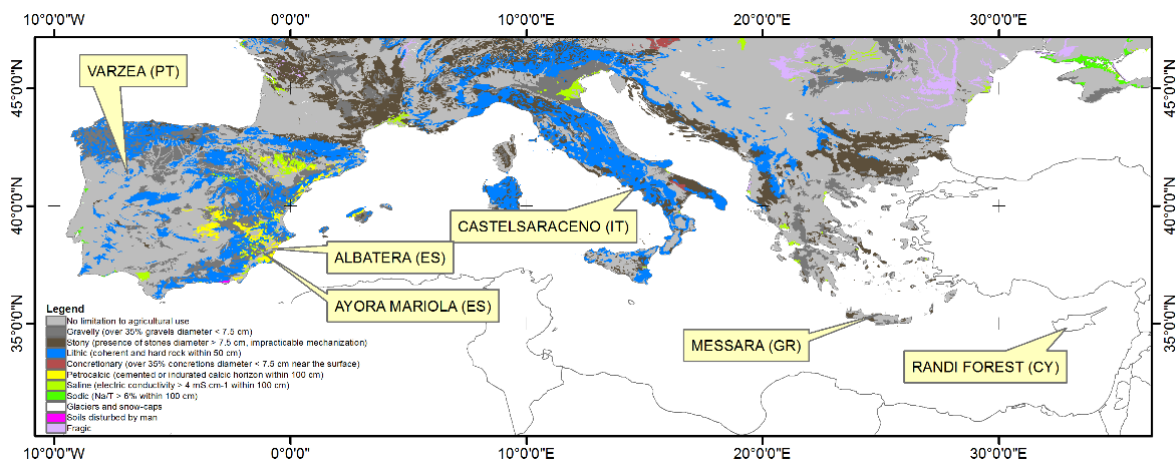 10°0'0"W 0°0'0" 10°0'0"E 20°0'0"E 30°0'0"E
45°0'0"N
40°0'0"N
35°0'0"N
45°0'0"N
40°0'0"N
35°0'0"N
VARZEA (PT)
CASTELSARACENO (IT)
ALBATERA (ES)
AYORA MARIOLA (ES)
MESSARA (GR)
RANDI FOREST (CY)
Legend
No limitation to agricultural use
Gravelly (over 35% gravels diameter < 7.5 cm)
Stony (presence of stones diameter > 7.5 cm, impracticable mechanization)
Lithic (coherent and hard rock within 50 cm)
Concretionary (over 35% concretions diameter < 7.5 cm near the surface)
Petrocalcic (cemented or indurated calcic horizon within 100 cm)
Saline (electric conductivity > 4 mS cm-1 within 100 cm)
Sodic (Na/T > 6% within 100 cm)
Glaciers and snow-caps
Soils disturbed by man
Fragic
10°0'0"W 0°0'0" 10°0'0"E 20°0'0"E 30°0'0"E